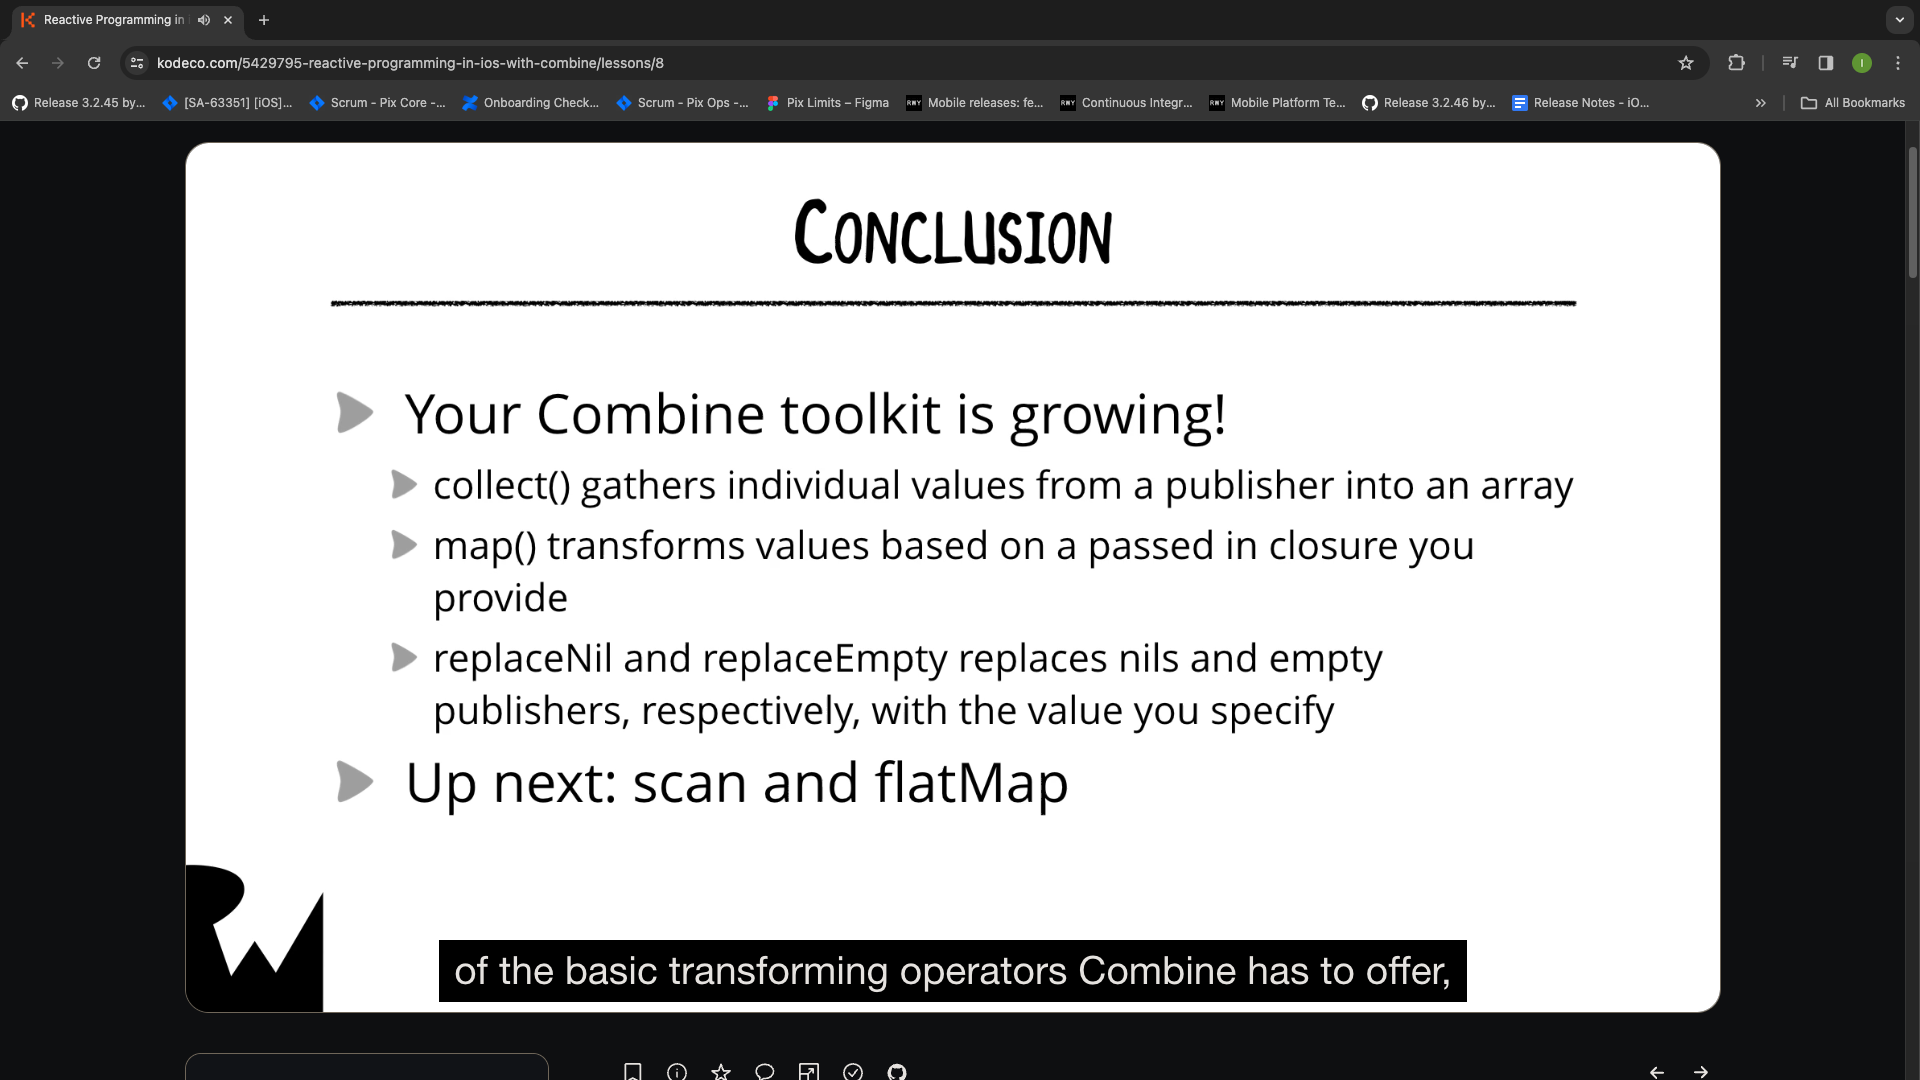 Reactive Programming in
kodeco.com/5429795-reactive-programming-in-ios-with-combine/lessons/8
I
Release 3.2.45 by...
[SA-63351] [iOS]...
Scrum - Pix Core -...
Onboarding Check...
Scrum - Pix Ops -...
Pix Limits – Figma
Mobile releases: fe...
Continuous Integr...
Mobile Platform Te...
Release 3.2.46 by...
Release Notes - iO...
All Bookmarks
CONCLUSION
Your Combine toolkit is growing!
collect() gathers individual values from a publisher into an array
map() transforms values based on a passed in closure you
provide
replaceNil and replaceEmpty replaces nils and empty
publishers, respectively, with the value you specify
Up next: scan and flatMap
of the basic transforming operators Combine has to offer,